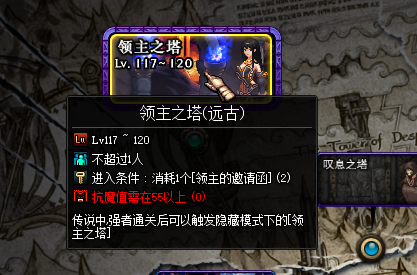 领主之塔
Lv. 117~120
领主之塔(远古)
Lv Lv117 ~ 120
不超过1人
进入条件：消耗1个[领主的邀请函] (2)
抗魔值需在55以上 (0)
传说中,强者通关后可以触发隐藏模式下的[领
主之塔]
叹息之塔